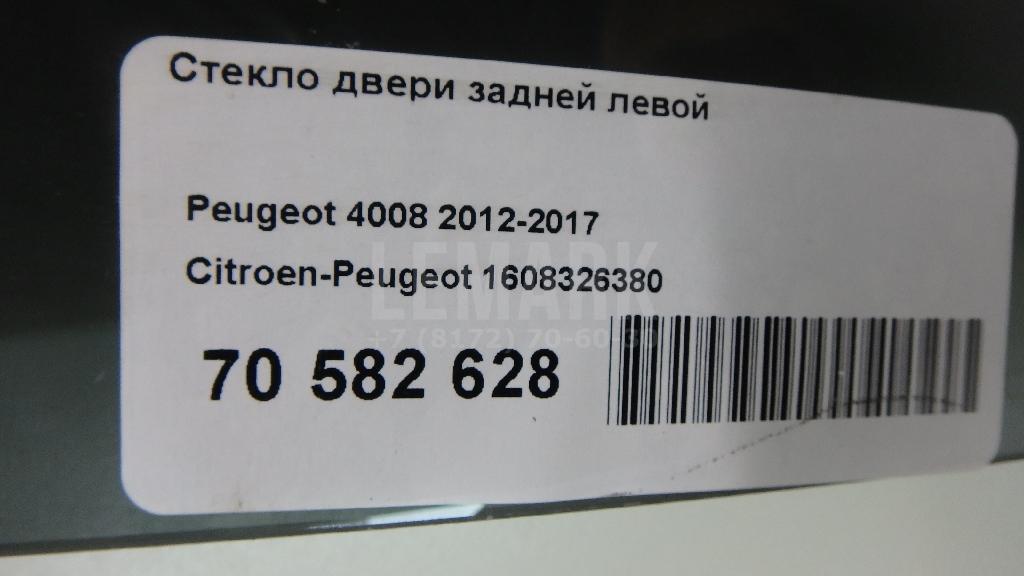 Стекло двери задней левой
Peugeot 4008 2012-2017
LEMARK
Citroen-Peugeot 1608326380
+7 (8172) 70-60-30
70 582 628